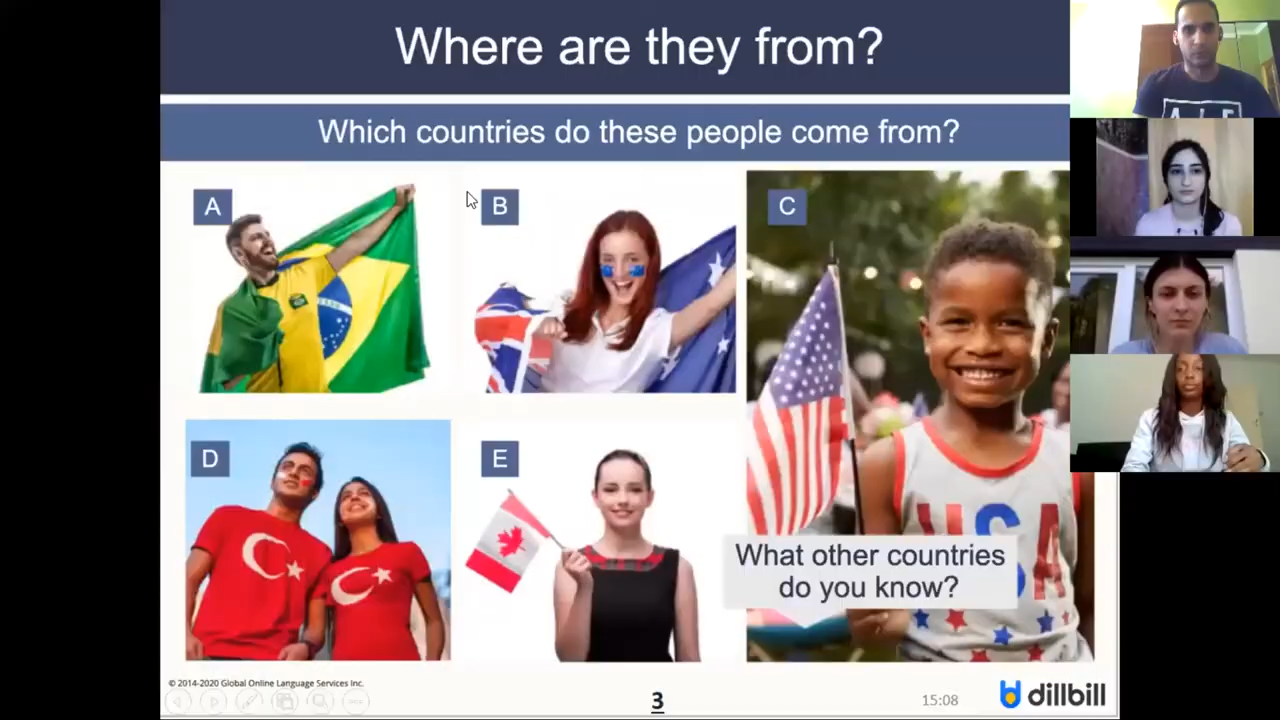 Where are they from?
Which countries do these people come from?
A
B
C
D
E
USA
What other countries
do you know?
© 2014-2020 Global Online Language Services Inc.
3
15:08
dillbill